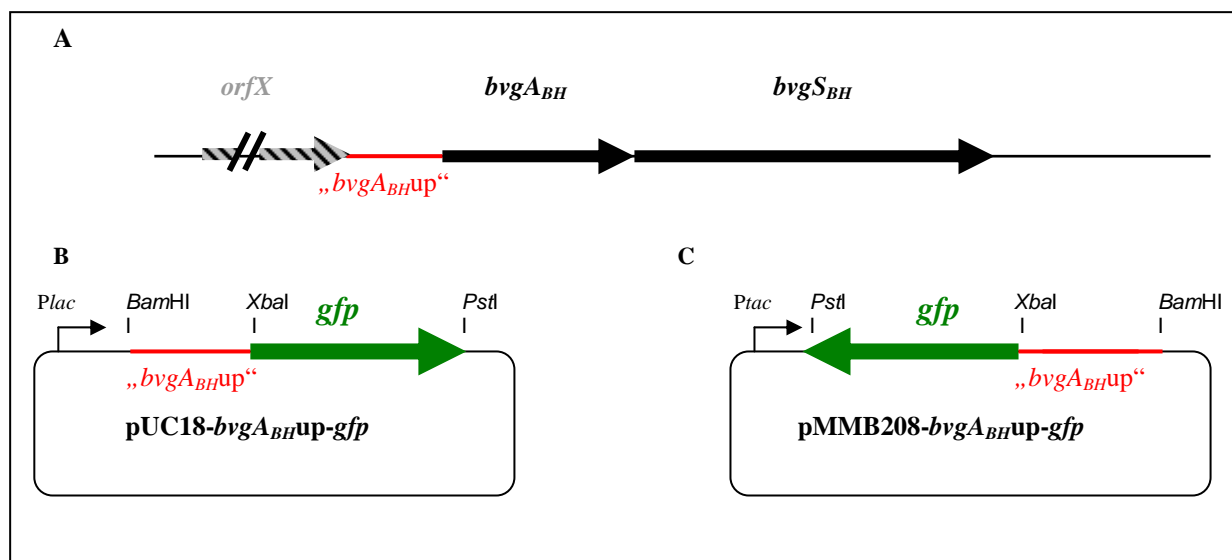 A
orfX bvgABH bvgSBH
„bvgABHup“
B
C
Plac BamHI XbaI gfp PstI
„bvgABHup“
pUC18-bvgABHup-gfp
Ptac PstI gfp XbaI BamHI
„bvgABHup“
pMMB208-bvgABHup-gfp